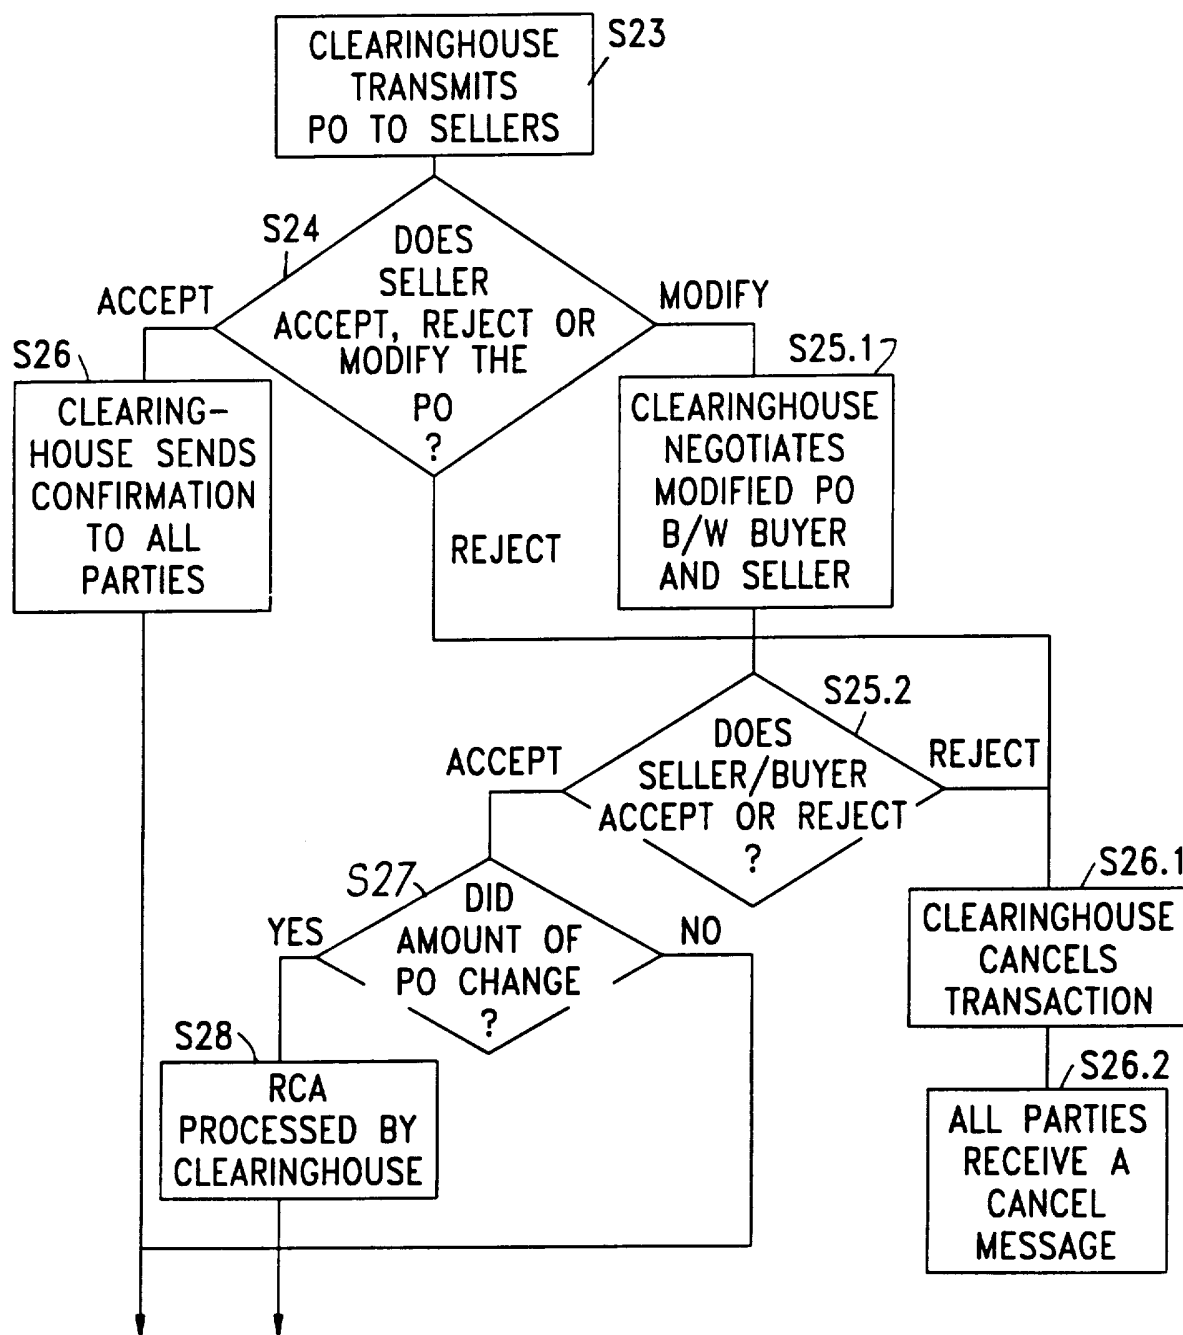 CLEARINGHOUSE
TRANSMITS
PO TO SELLERS
S23
S24
DOES
SELLER
ACCEPT, REJECT OR
MODIFY THE
PO
?
ACCEPT
MODIFY
REJECT
S26
CLEARING-
HOUSE SENDS
CONFIRMATION
TO ALL
PARTIES
S25.1
CLEARINGHOUSE
NEGOTIATES
MODIFIED PO
B/W BUYER
AND SELLER
S25.2
DOES
SELLER/BUYER
ACCEPT OR REJECT
?
ACCEPT
REJECT
S27
DID
AMOUNT OF
PO CHANGE
?
YES
NO
S28
RCA
PROCESSED BY
CLEARINGHOUSE
S26.1
CLEARINGHOUSE
CANCELS
TRANSACTION
S26.2
ALL PARTIES
RECEIVE A
CANCEL
MESSAGE